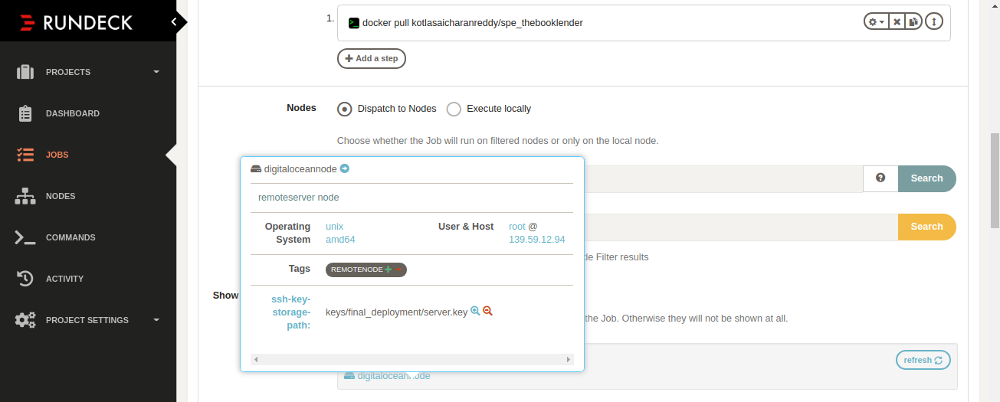 RUNDECK
PROJECTS
DASHBOARD
JOBS
NODES
COMMANDS
ACTIVITY
PROJECT SETTINGS
1. docker pull kotlasaicharanreddy/spe_thebooklender
Add a step
Nodes Dispatch to Nodes Execute locally
Choose whether the Job will run on filtered nodes or only on the local node.
Search
Search
de Filter results
Show
the Job. Otherwise they will not be shown at all.
refresh
digitaloceannode
digitaloceannode
remoteserver node
Operating System unix amd64
User & Host root @ 139.59.12.94
Tags REMOTENODE
ssh-key-
storage-
path:
keys/final_deployment/server.key